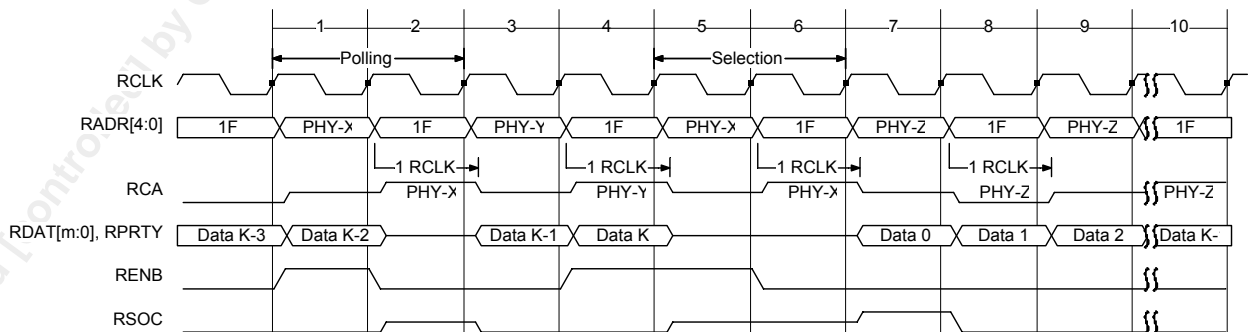 1 2 3 4 5 6 7 8 9 10
Polling Selection
RCLK
RADR[4:0] 1F PHY-X 1F PHY-Y 1F PHY-X 1F PHY-Z 1F PHY-Z 1F
1 RCLK 1 RCLK 1 RCLK 1 RCLK
RCA PHY-X PHY-Y PHY-X PHY-Z PHY-Z
RDAT[m:0], RPRTY Data K-3 Data K-2 Data K-1 Data K Data 0 Data 1 Data 2 Data K-
RENB
RSOC
[controlled] by